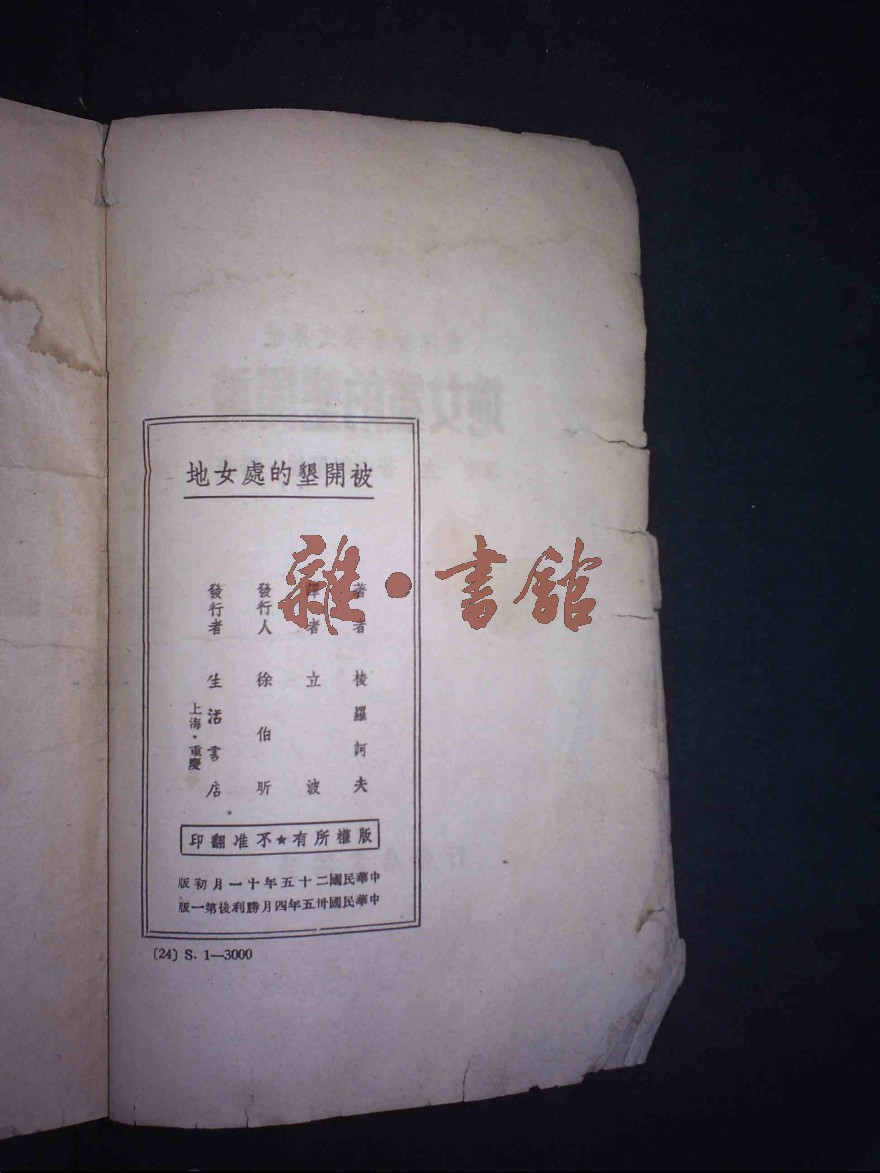 被開墾的處女地
著者 梭羅訶夫
譯者 立波
發行人 徐伯昕
發行者 生活書店
上海・重慶
版權所有★不准翻印
中華民國二十五年十一月初版
中華民國卅五年四月勝利後第一版
〔24〕 S. 1—3000
雜・書館